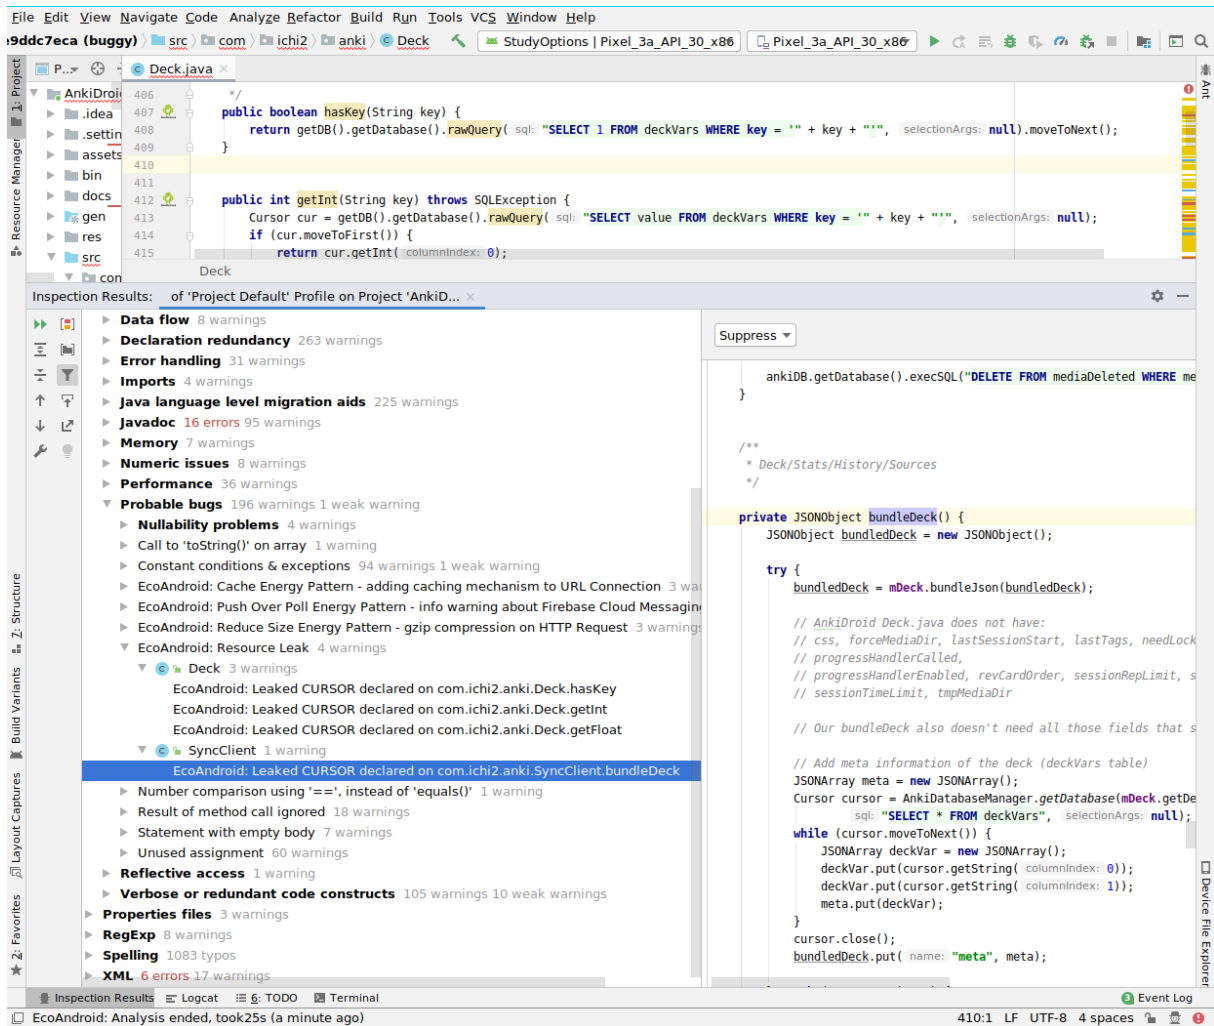 File Edit View Navigate Code Analyze Refactor Build Run Tools VCS Window Help
e9ddc7eca (buggy) src com ichi2 anki Deck StudyOptions | Pixel_3a_API_30_x86 Pixel_3a_API_30_x86
1: Project
Resource Manager
P... Deck.java ×
Ant
AnkiDroi
.idea
.settin
assets
bin
docs
gen
res
src
con
406 */
407 public boolean hasKey(String key) {
408 return getDB().getDatabase().rawQuery( sql: "SELECT 1 FROM deckVars WHERE key = '" + key + "'", selectionArgs: null).moveToNext();
409 }
410
411
412 public int getInt(String key) throws SQLException {
413 Cursor cur = getDB().getDatabase().rawQuery( sql: "SELECT value FROM deckVars WHERE key = '" + key + "'", selectionArgs: null);
414 if (cur.moveToFirst()) {
415 return cur.getInt( columnIndex: 0);
Deck
Inspection Results: of 'Project Default' Profile on Project 'AnkiD... ×
Data flow 8 warnings
Declaration redundancy 263 warnings
Error handling 31 warnings
Imports 4 warnings
Java language level migration aids 225 warnings
Javadoc 16 errors 95 warnings
Memory 7 warnings
Numeric issues 8 warnings
Performance 36 warnings
Probable bugs 196 warnings 1 weak warning
Nullability problems 4 warnings
Call to 'toString()' on array 1 warning
Constant conditions & exceptions 94 warnings 1 weak warning
EcoAndroid: Cache Energy Pattern - adding caching mechanism to URL Connection 3 wa
EcoAndroid: Push Over Poll Energy Pattern - info warning about Firebase Cloud Messagin
EcoAndroid: Reduce Size Energy Pattern - gzip compression on HTTP Request 3 warnings
EcoAndroid: Resource Leak 4 warnings
Deck 3 warnings
EcoAndroid: Leaked CURSOR declared on com.ichi2.anki.Deck.hasKey
EcoAndroid: Leaked CURSOR declared on com.ichi2.anki.Deck.getInt
EcoAndroid: Leaked CURSOR declared on com.ichi2.anki.Deck.getFloat
SyncClient 1 warning
EcoAndroid: Leaked CURSOR declared on com.ichi2.anki.SyncClient.bundleDeck
Number comparison using '==', instead of 'equals()' 1 warning
Result of method call ignored 18 warnings
Statement with empty body 7 warnings
Unused assignment 60 warnings
Reflective access 1 warning
Verbose or redundant code constructs 105 warnings 10 weak warnings
Properties files 3 warnings
RegExp 8 warnings
Spelling 1083 typos
XML 6 errors 17 warnings
Suppress
ankiDB.getDatabase().execSQL("DELETE FROM mediaDeleted WHERE me
}
/**
* Deck/Stats/History/Sources
*/
private JSONObject bundleDeck() {
JSONObject bundledDeck = new JSONObject();
try {
bundledDeck = mDeck.bundleJson(bundledDeck);
// AnkiDroid Deck.java does not have:
// css, forceMediaDir, lastSessionStart, lastTags, needLock
// progressHandlerCalled,
// progressHandlerEnabled, revCardOrder, sessionRepLimit, s
// sessionTimeLimit, tmpMediaDir
// Our bundleDeck also doesn't need all those fields that s
// Add meta information of the deck (deckVars table)
JSONArray meta = new JSONArray();
Cursor cursor = AnkiDatabaseManager.getDatabase(mDeck.getDe
sql: "SELECT * FROM deckVars", selectionArgs: null);
while (cursor.moveToNext()) {
JSONArray deckVar = new JSONArray();
deckVar.put(cursor.getString( columnIndex: 0));
deckVar.put(cursor.getString( columnIndex: 1));
meta.put(deckVar);
}
cursor.close();
bundledDeck.put( name: "meta", meta);
Z: Structure
Build Variants
Layout Captures
2: Favorites
Device File Explorer
Inspection Results Logcat 6: TODO Terminal 3 Event Log
EcoAndroid: Analysis ended, took25s (a minute ago) 410:1 LF UTF-8 4 spaces